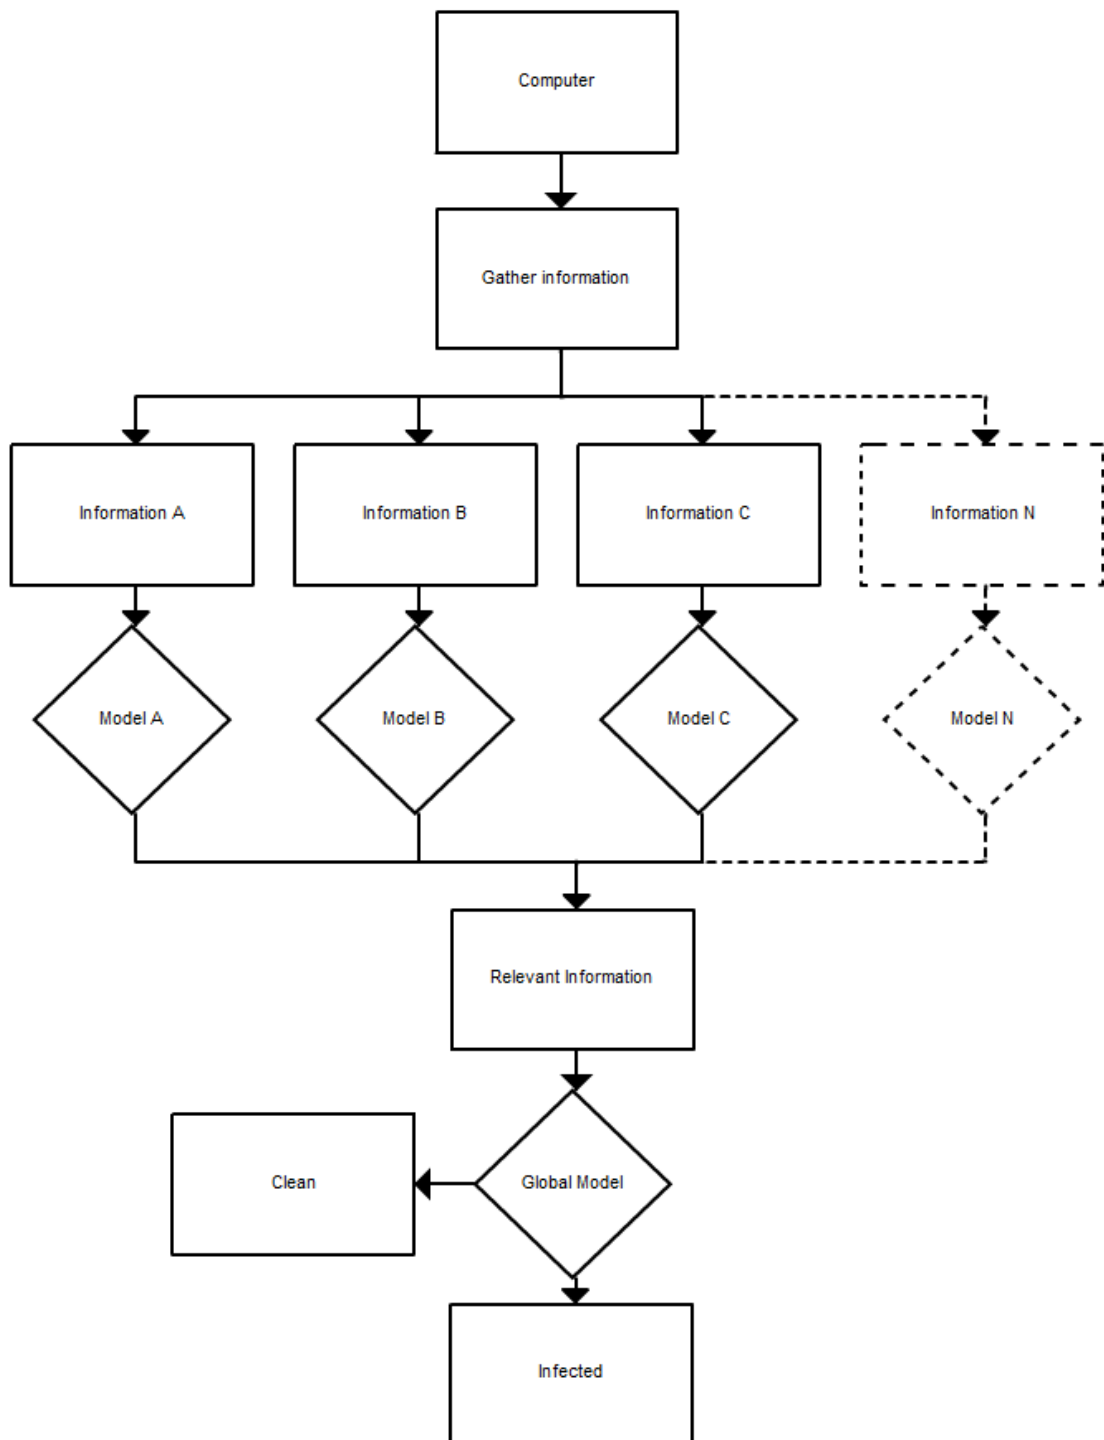 Computer
Gather information
Information A
Information B
Information C
Information N
Model A
Model B
Model C
Model N
Relevant Information
Clean
Global Model
Infected